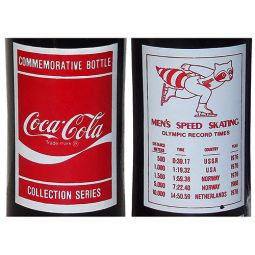 COMMEMORATIVE BOTTLE
Coca-Cola
Trade mark ®
COLLECTION SERIES
MEN'S SPEED SKATING
OLYMPIC RECORD TIMES
DISTANCE METERS TIME COUNTRY YEAR
500 0:39.17 USSR 1976
1,000 1:19.32 USA 1976
1,500 1:59.38 NORWAY 1976
5,000 7:22.40 NORWAY 1968
10,000 14:50.59 NETHERLANDS 1976